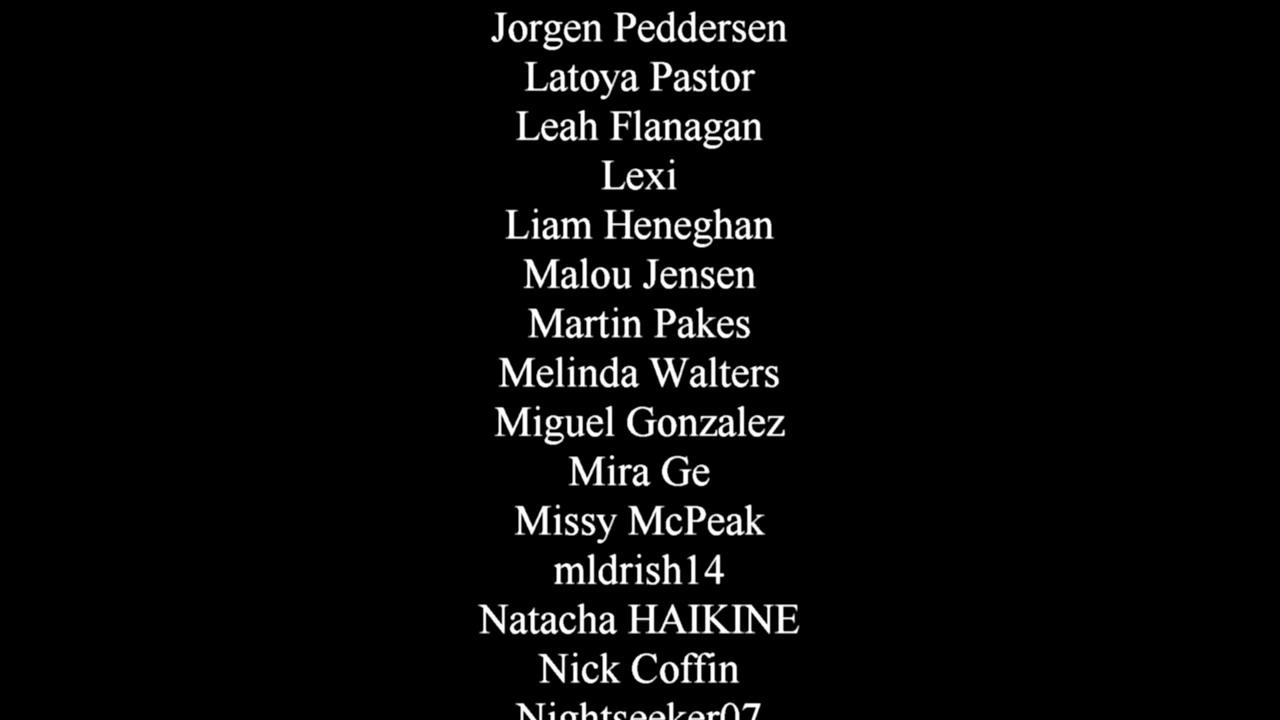 Jorgen Peddersen
Latoya Pastor
Leah Flanagan
Lexi
Liam Heneghan
Malou Jensen
Martin Pakes
Melinda Walters
Miguel Gonzalez
Mira Ge
Missy McPeak
mldrish14
Natacha HAIKINE
Nick Coffin
Nightseeker07